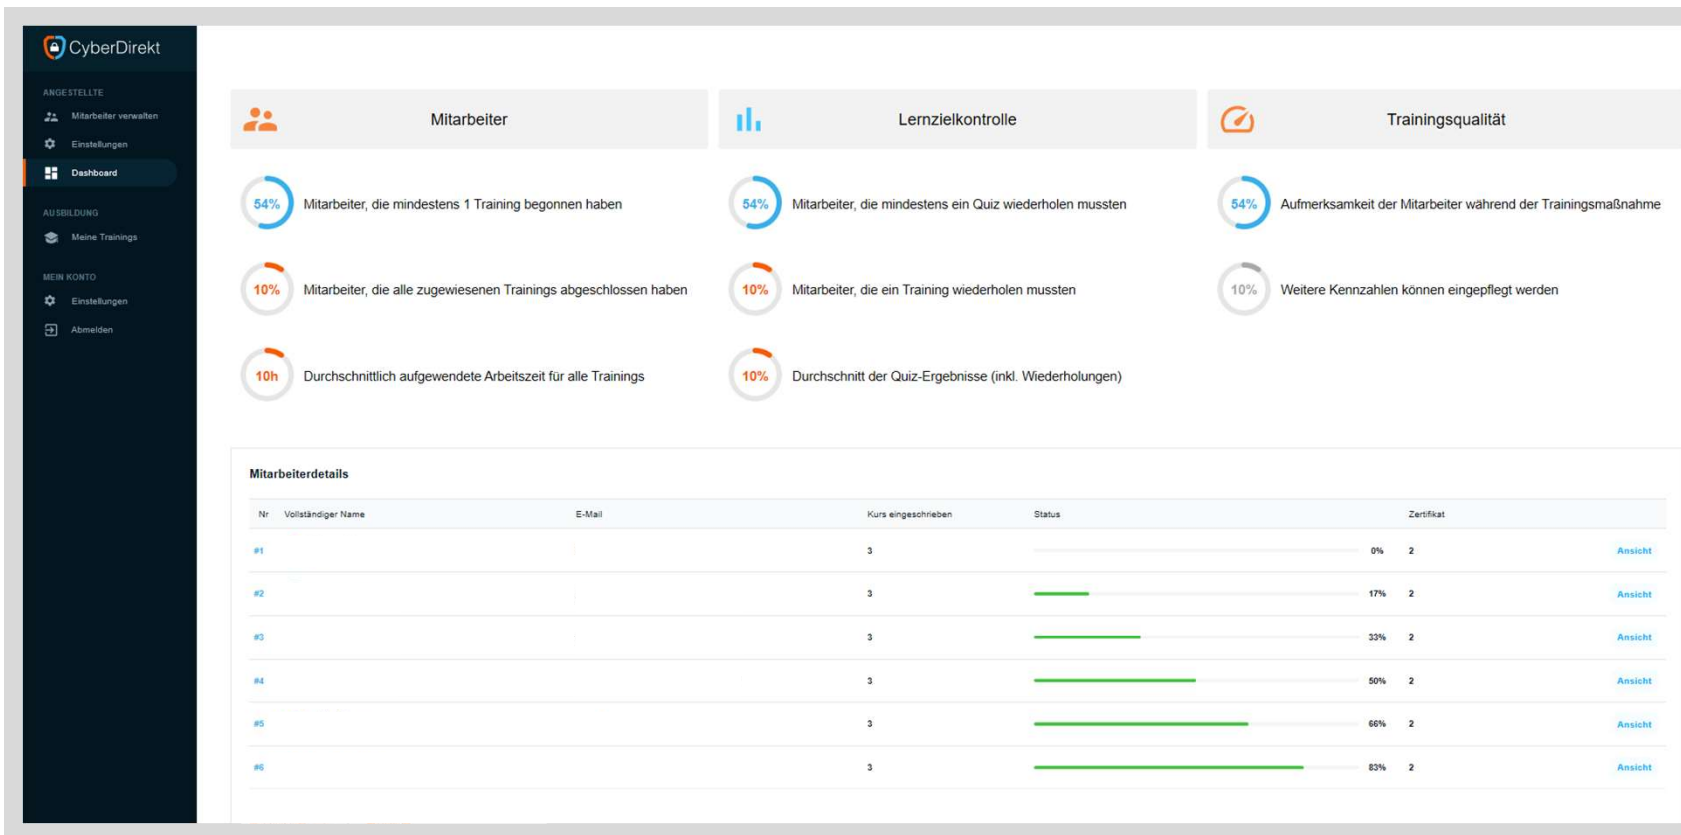 CyberDirekt
ANGESTELLTE
Mitarbeiter verwalten
Einstellungen
Dashboard
AUSBILDUNG
Meine Trainings
MEIN KONTO
Einstellungen
Abmelden
Mitarbeiter
54% Mitarbeiter, die mindestens 1 Training begonnen haben
10% Mitarbeiter, die alle zugewiesenen Trainings abgeschlossen haben
10h Durchschnittlich aufgewendete Arbeitszeit für alle Trainings
Lernzielkontrolle
54% Mitarbeiter, die mindestens ein Quiz wiederholen mussten
10% Mitarbeiter, die ein Training wiederholen mussten
10% Durchschnitt der Quiz-Ergebnisse (inkl. Wiederholungen)
Trainingsqualität
54% Aufmerksamkeit der Mitarbeiter während der Trainingsmaßnahme
10% Weitere Kennzahlen können eingepflegt werden
Mitarbeiterdetails
Nr Vollständiger Name E-Mail Kurs eingeschrieben Status Zertifikat
#1 3 0% 2 Ansicht
#2 3 17% 2 Ansicht
#3 3 33% 2 Ansicht
#4 3 50% 2 Ansicht
#5 3 66% 2 Ansicht
#6 3 83% 2 Ansicht